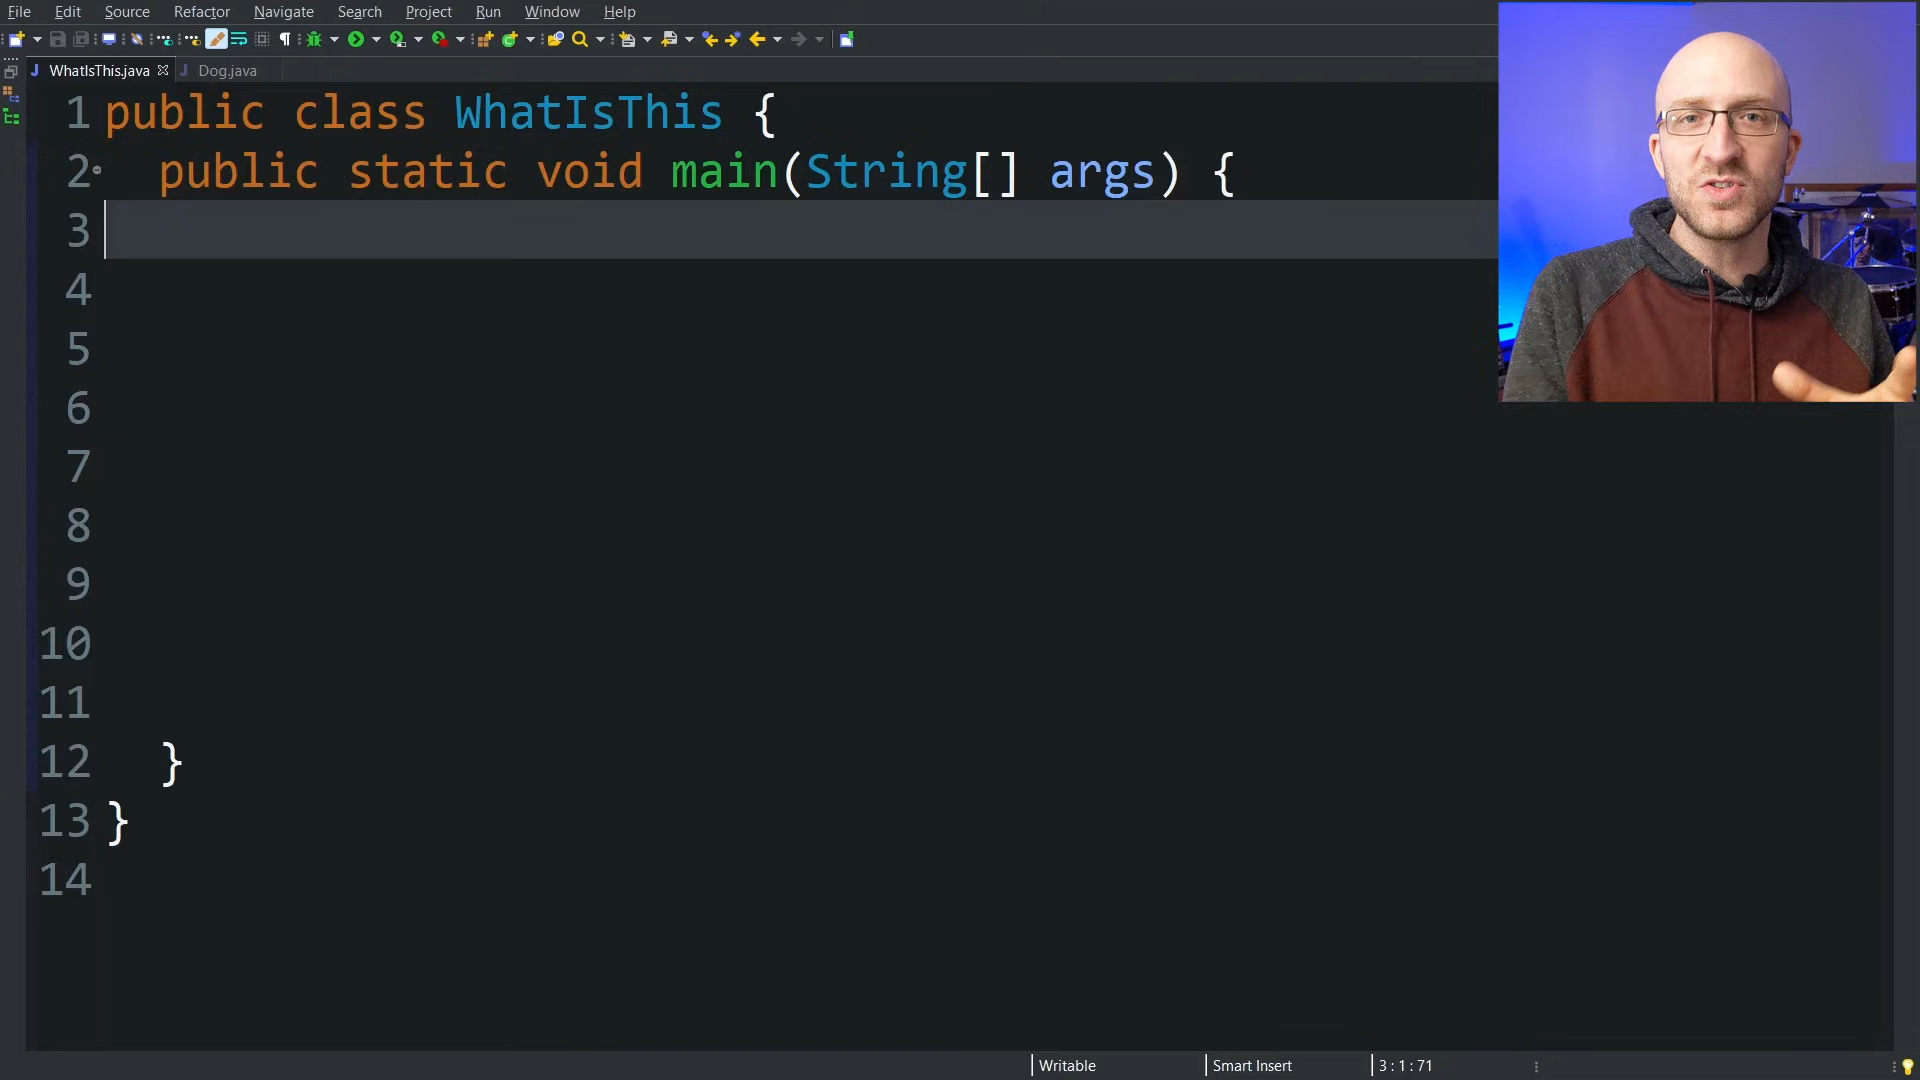 File Edit Source Refactor Navigate Search Project Run Window Help
WhatIsThis.java Dog.java
1 public class WhatIsThis {
2 public static void main(String[] args) {
3
4
5
6
7
8
9
10
11
12 }
13 }
14
Writable Smart Insert 3 : 1 : 71